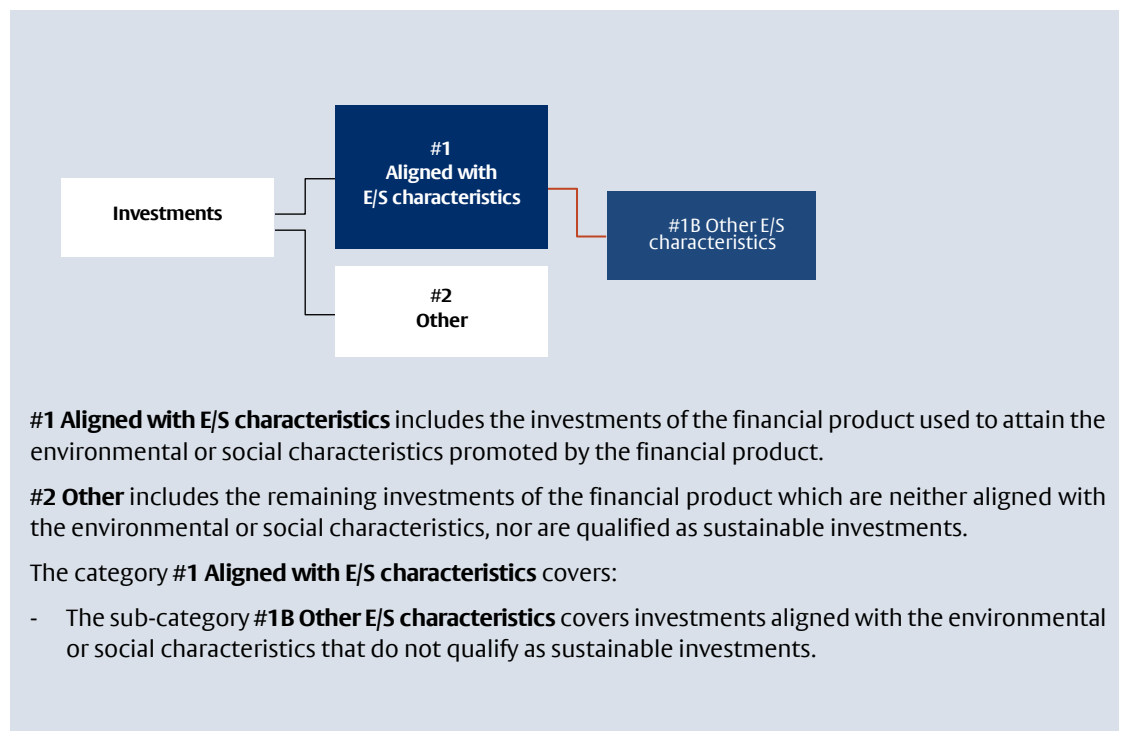 #1
Aligned with
E/S characteristics
Investments
#1B Other E/S
characteristics
#2
Other
#1 Aligned with E/S characteristics includes the investments of the financial product used to attain the
environmental or social characteristics promoted by the financial product.
#2 Other includes the remaining investments of the financial product which are neither aligned with
the environmental or social characteristics, nor are qualified as sustainable investments.
The category #1 Aligned with E/S characteristics covers:
- The sub-category #1B Other E/S characteristics covers investments aligned with the environmental
or social characteristics that do not qualify as sustainable investments.